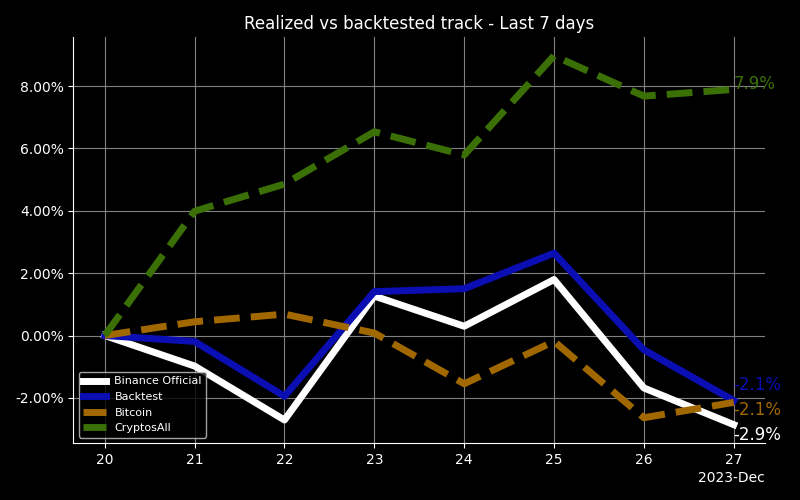 Realized vs backtested track - Last 7 days
8.00%
6.00%
4.00%
2.00%
0.00%
-2.00%
7.9%
-2.1%
-2.1%
-2.9%
Binance Official
Backtest
Bitcoin
CryptosAll
20 21 22 23 24 25 26 27
2023-Dec